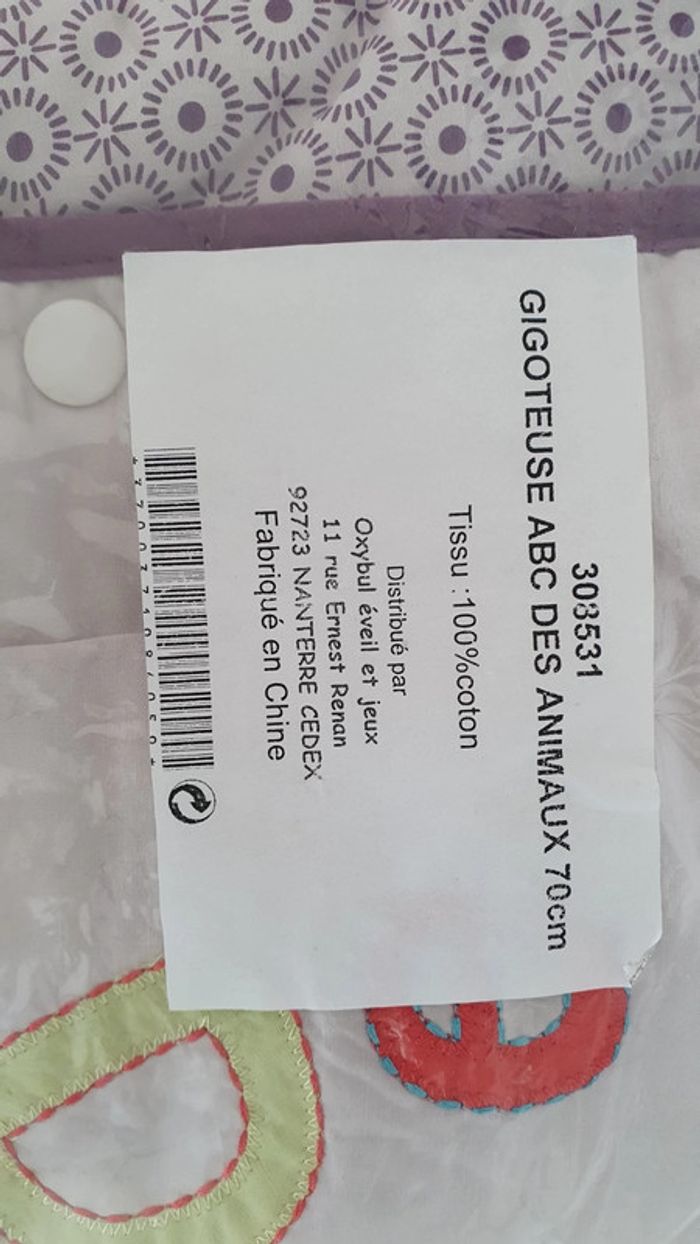 308531
GIGOTEUSE ABC DES ANIMAUX 70cm
Tissu :100%coton
Distribué par
Oxybul éveil et jeux
11 rue Ernest Renan
92723 NANTERRE CEDEX
Fabriqué en Chine